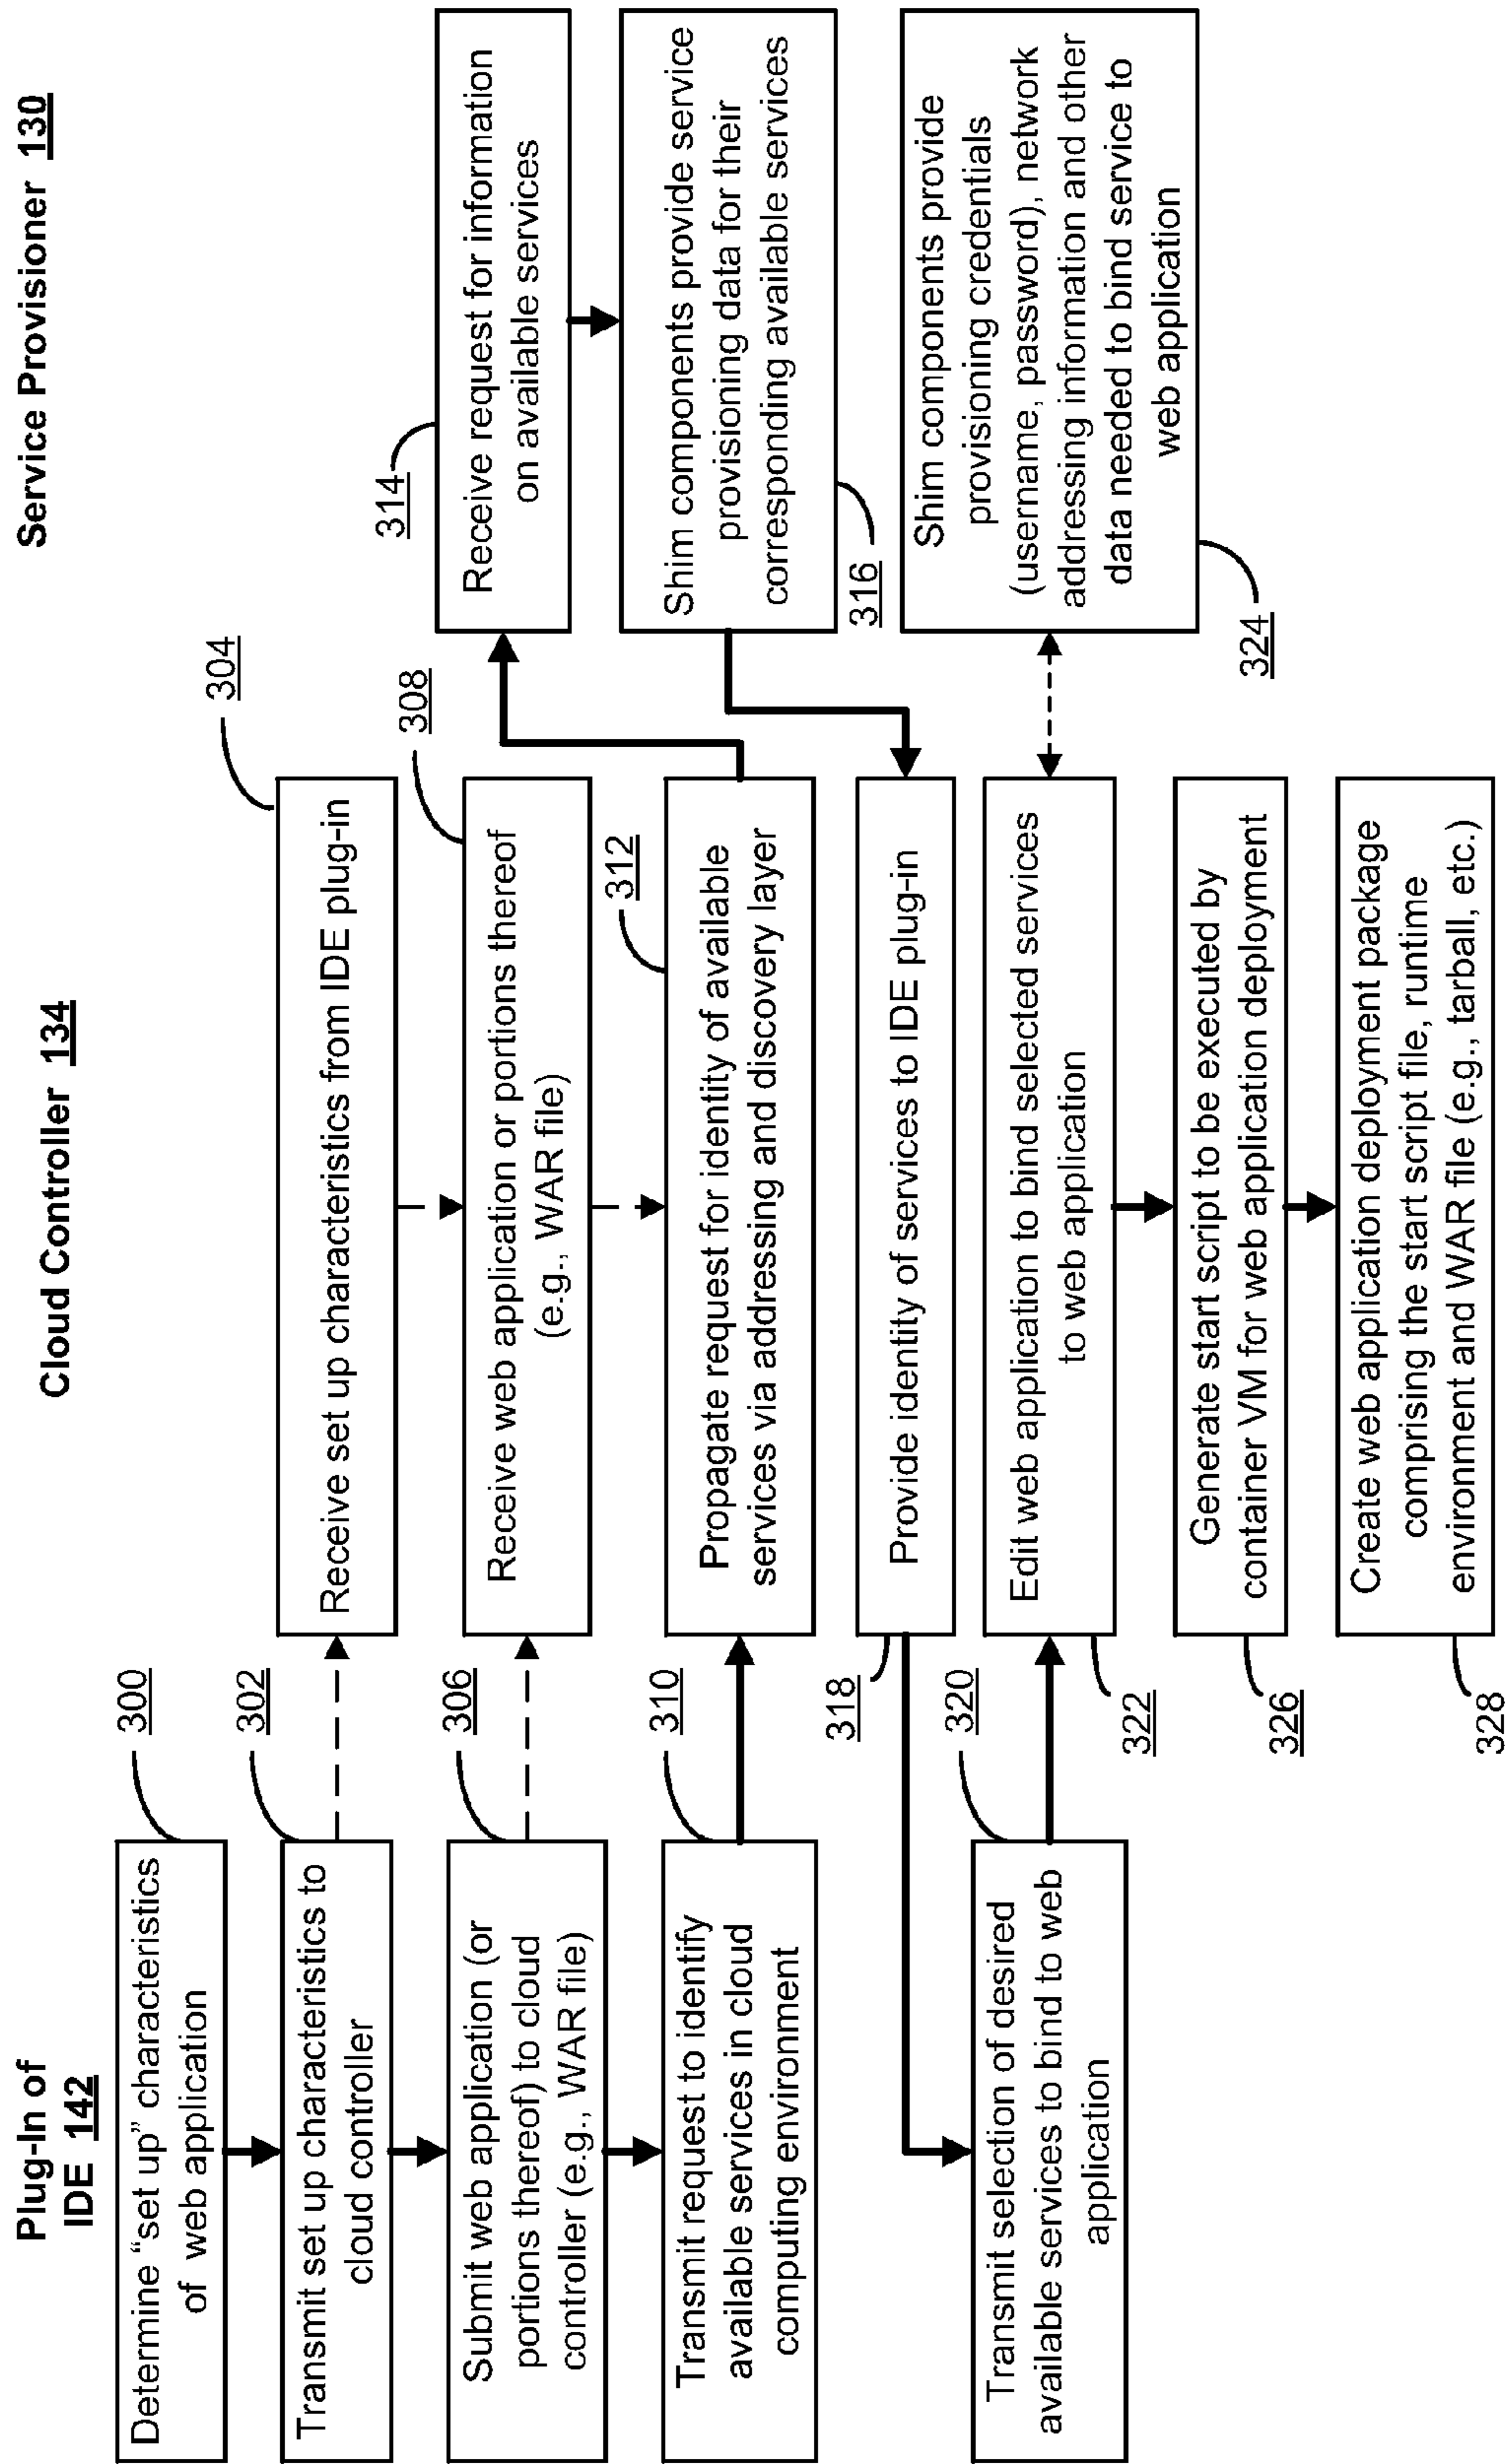 Plug-In of
IDE 142
Determine “set up” characteristics
of web application
300
Transmit set up characteristics to
cloud controller
302
Submit web application (or
portions thereof) to cloud
controller (e.g., WAR file)
306
Transmit request to identify
available services in cloud
computing environment
310
Transmit selection of desired
available services to bind to web
application
320
Cloud Controller 134
Receive set up characteristics from IDE plug-in
304
Receive web application or portions thereof
(e.g., WAR file)
308
Propagate request for identity of available
services via addressing and discovery layer
312
Provide identity of services to IDE plug-in
318
Edit web application to bind selected services
to web application
322
Generate start script to be executed by
container VM for web application deployment
326
Create web application deployment package
comprising the start script file, runtime
environment and WAR file (e.g., tarball, etc.)
328
Service Provisioner 130
Receive request for information
on available services
314
Shim components provide service
provisioning data for their
corresponding available services
316
Shim components provide
provisioning credentials
(username, password), network
addressing information and other
data needed to bind service to
web application
324